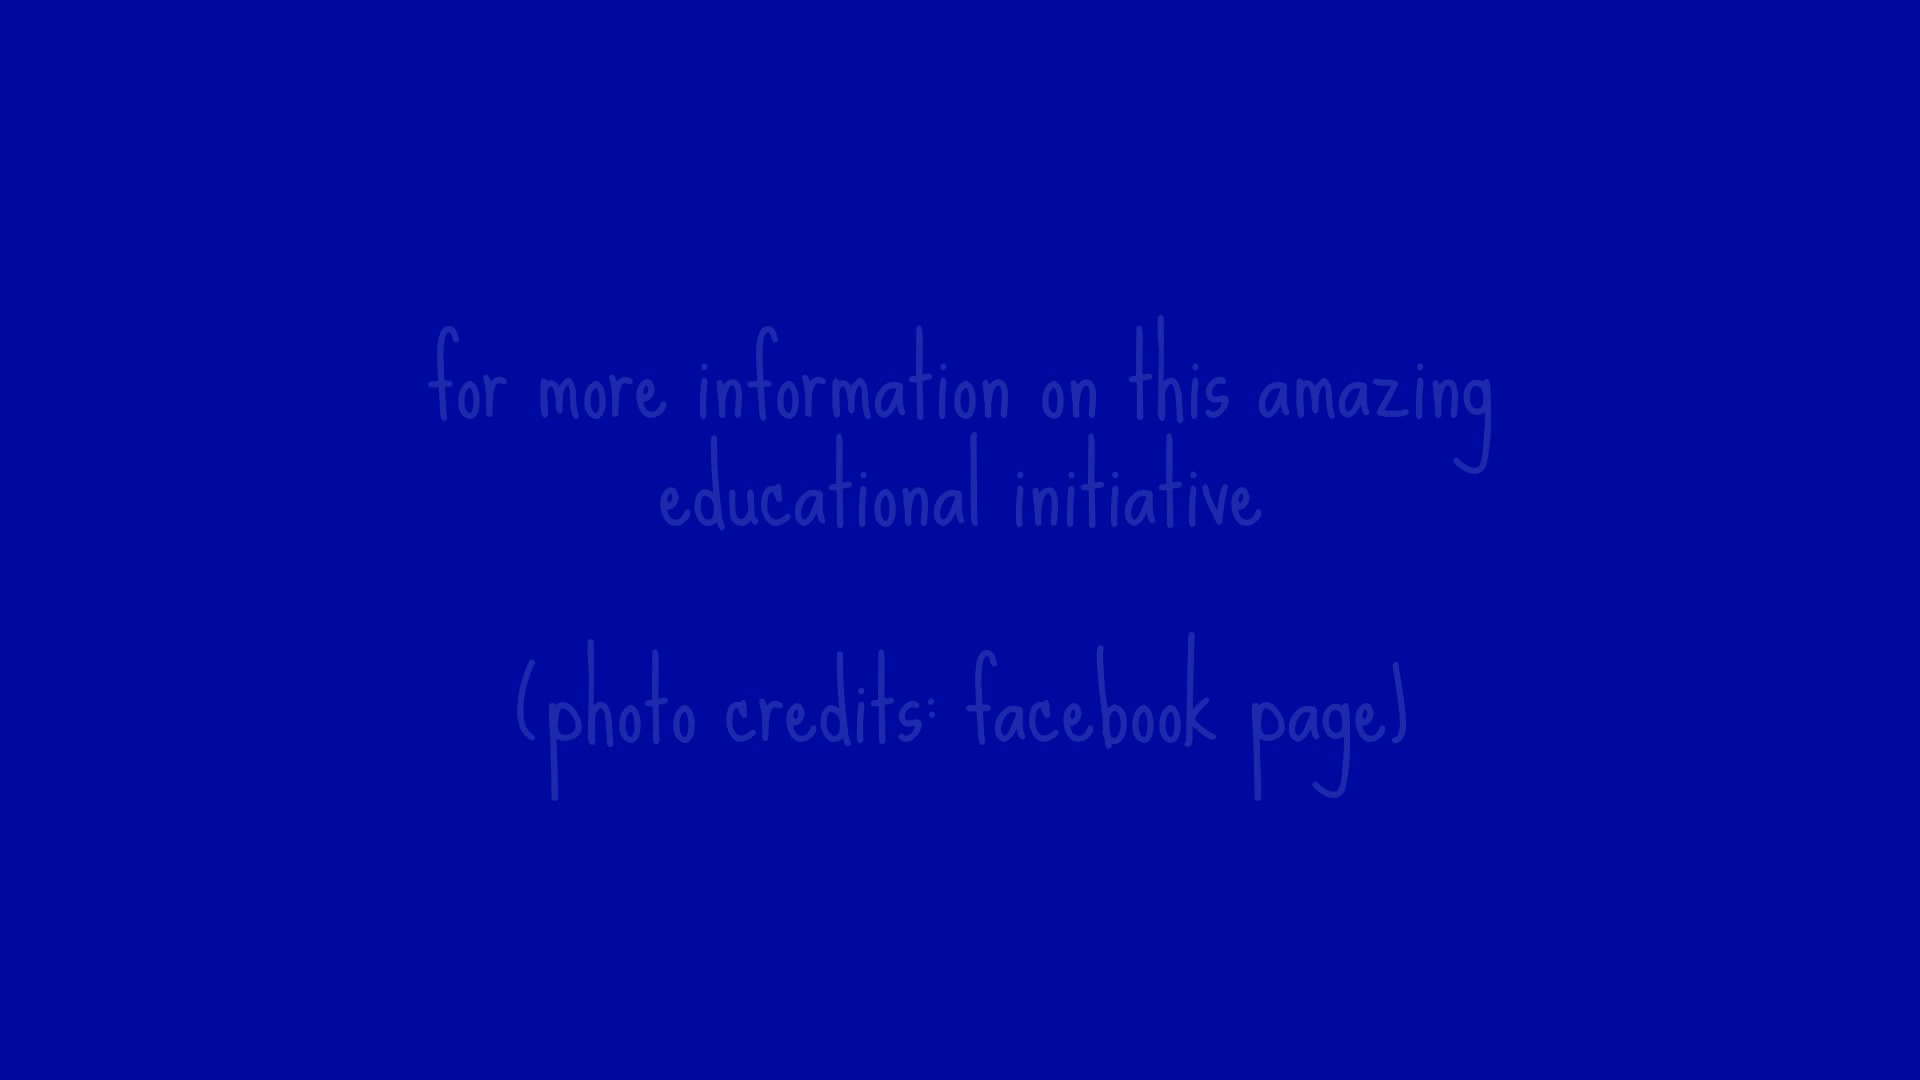 for more information on this amazing
educational initiative
(photo credits: facebook page)